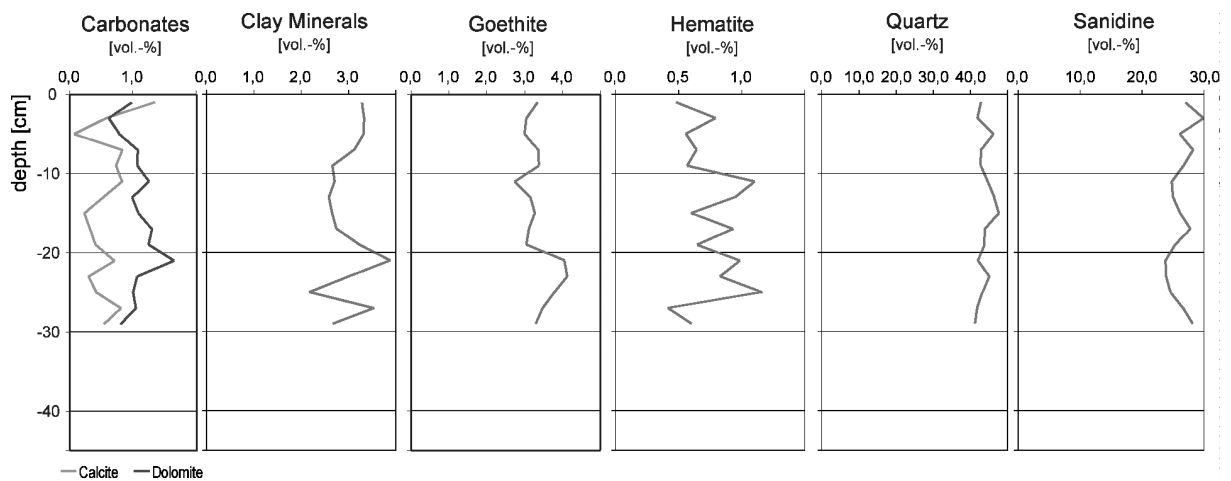 Carbonates Clay Minerals Goethite Hematite Quartz Sanidine
[vol.-%] [vol.-%] [vol.-%] [vol.-%] [vol.-%] [vol.-%]
0,0 1,0 0,0 1,0 2,0 3,0 0,0 1,0 2,0 3,0 4,0 0,0 0,5 1,0 0,0 10,0 20,0 30,0 40,0 0,0 10,0 20,0 30,0
0
-10
-20
-30
-40
depth [cm]
Calcite Dolomite